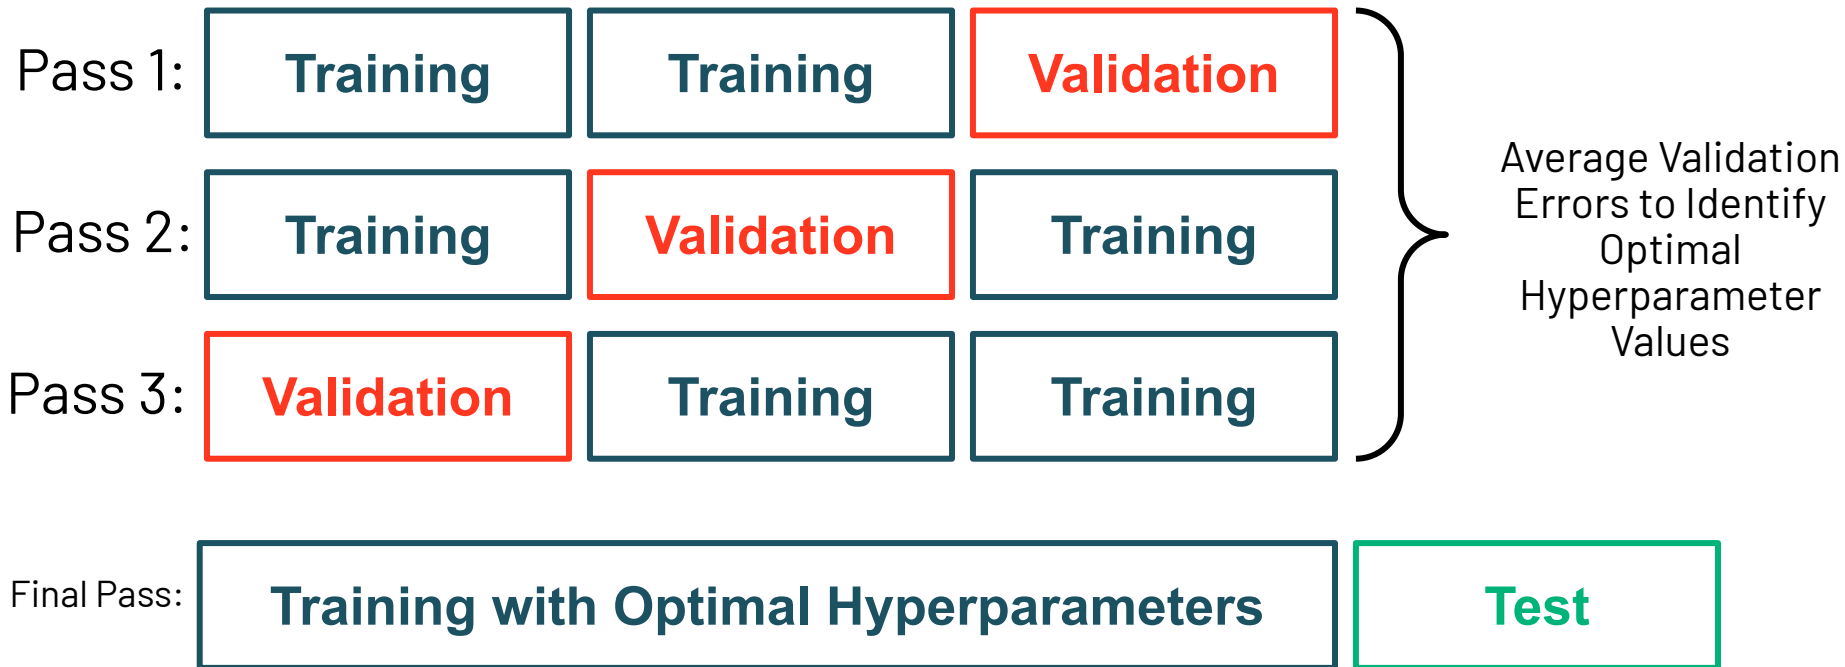 Pass 1: Training Training Validation
Pass 2: Training Validation Training
Pass 3: Validation Training Training
Average Validation
Errors to Identify
Optimal
Hyperparameter
Values
Final Pass: Training with Optimal Hyperparameters Test